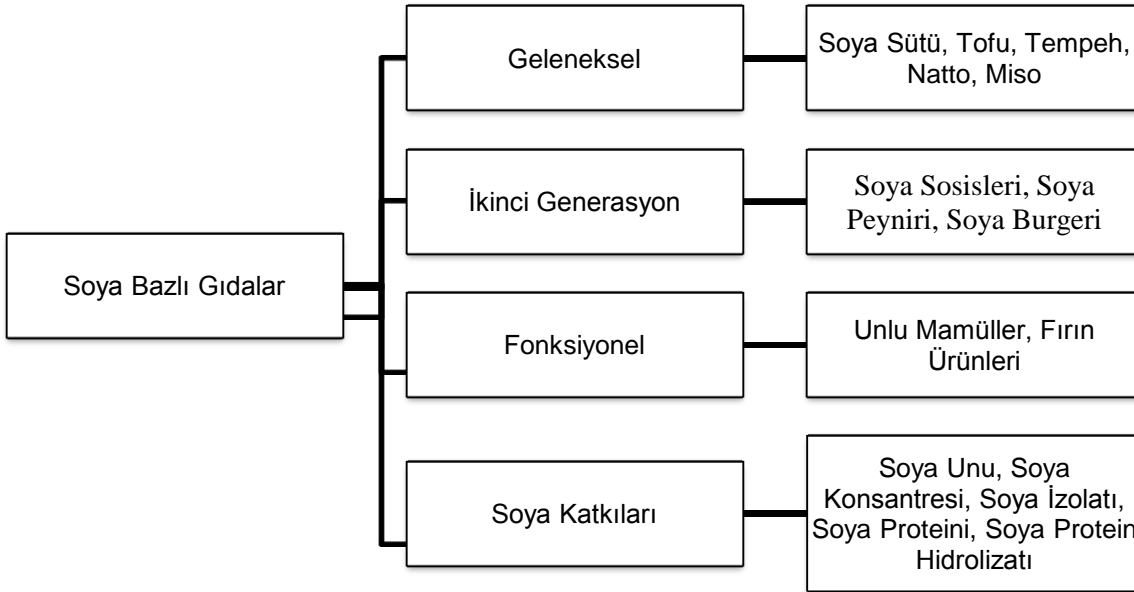 Soya Bazlı Gıdalar
Geleneksel
Soya Sütü, Tofu, Tempeh,
Natto, Miso
İkinci Generasyon
Soya Sosisleri, Soya
Peyniri, Soya Burgeri
Fonksiyonel
Unlu Mamüller, Fırın
Ürünleri
Soya Katkıları
Soya Unu, Soya
Konsantresi, Soya İzolatı,
Soya Proteini, Soya Protein
Hidrolizatı